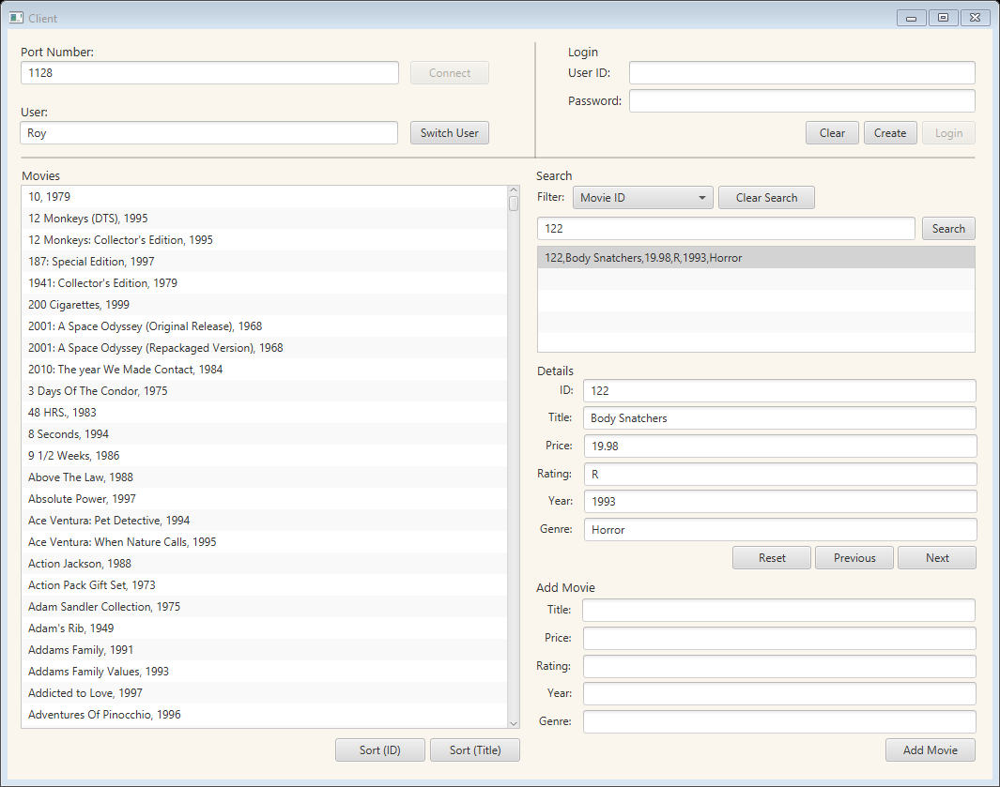 Client
Port Number:
1128
Connect
User:
Roy
Switch User
Login
User ID:
Password:
Clear
Create
Login
Movies
10, 1979
12 Monkeys (DTS), 1995
12 Monkeys: Collector's Edition, 1995
187: Special Edition, 1997
1941: Collector's Edition, 1979
200 Cigarettes, 1999
2001: A Space Odyssey (Original Release), 1968
2001: A Space Odyssey (Repackaged Version), 1968
2010: The year We Made Contact, 1984
3 Days Of The Condor, 1975
48 HRS., 1983
8 Seconds, 1994
9 1/2 Weeks, 1986
Above The Law, 1988
Absolute Power, 1997
Ace Ventura: Pet Detective, 1994
Ace Ventura: When Nature Calls, 1995
Action Jackson, 1988
Action Pack Gift Set, 1973
Adam Sandler Collection, 1975
Adam's Rib, 1949
Addams Family, 1991
Addams Family Values, 1993
Addicted to Love, 1997
Adventures Of Pinocchio, 1996
Sort (ID)
Sort (Title)
Search
Filter:
Movie ID
Clear Search
122
Search
122,Body Snatchers,19.98,R,1993,Horror
Details
ID:
122
Title:
Body Snatchers
Price:
19.98
Rating:
R
Year:
1993
Genre:
Horror
Reset
Previous
Next
Add Movie
Title:
Price:
Rating:
Year:
Genre:
Add Movie